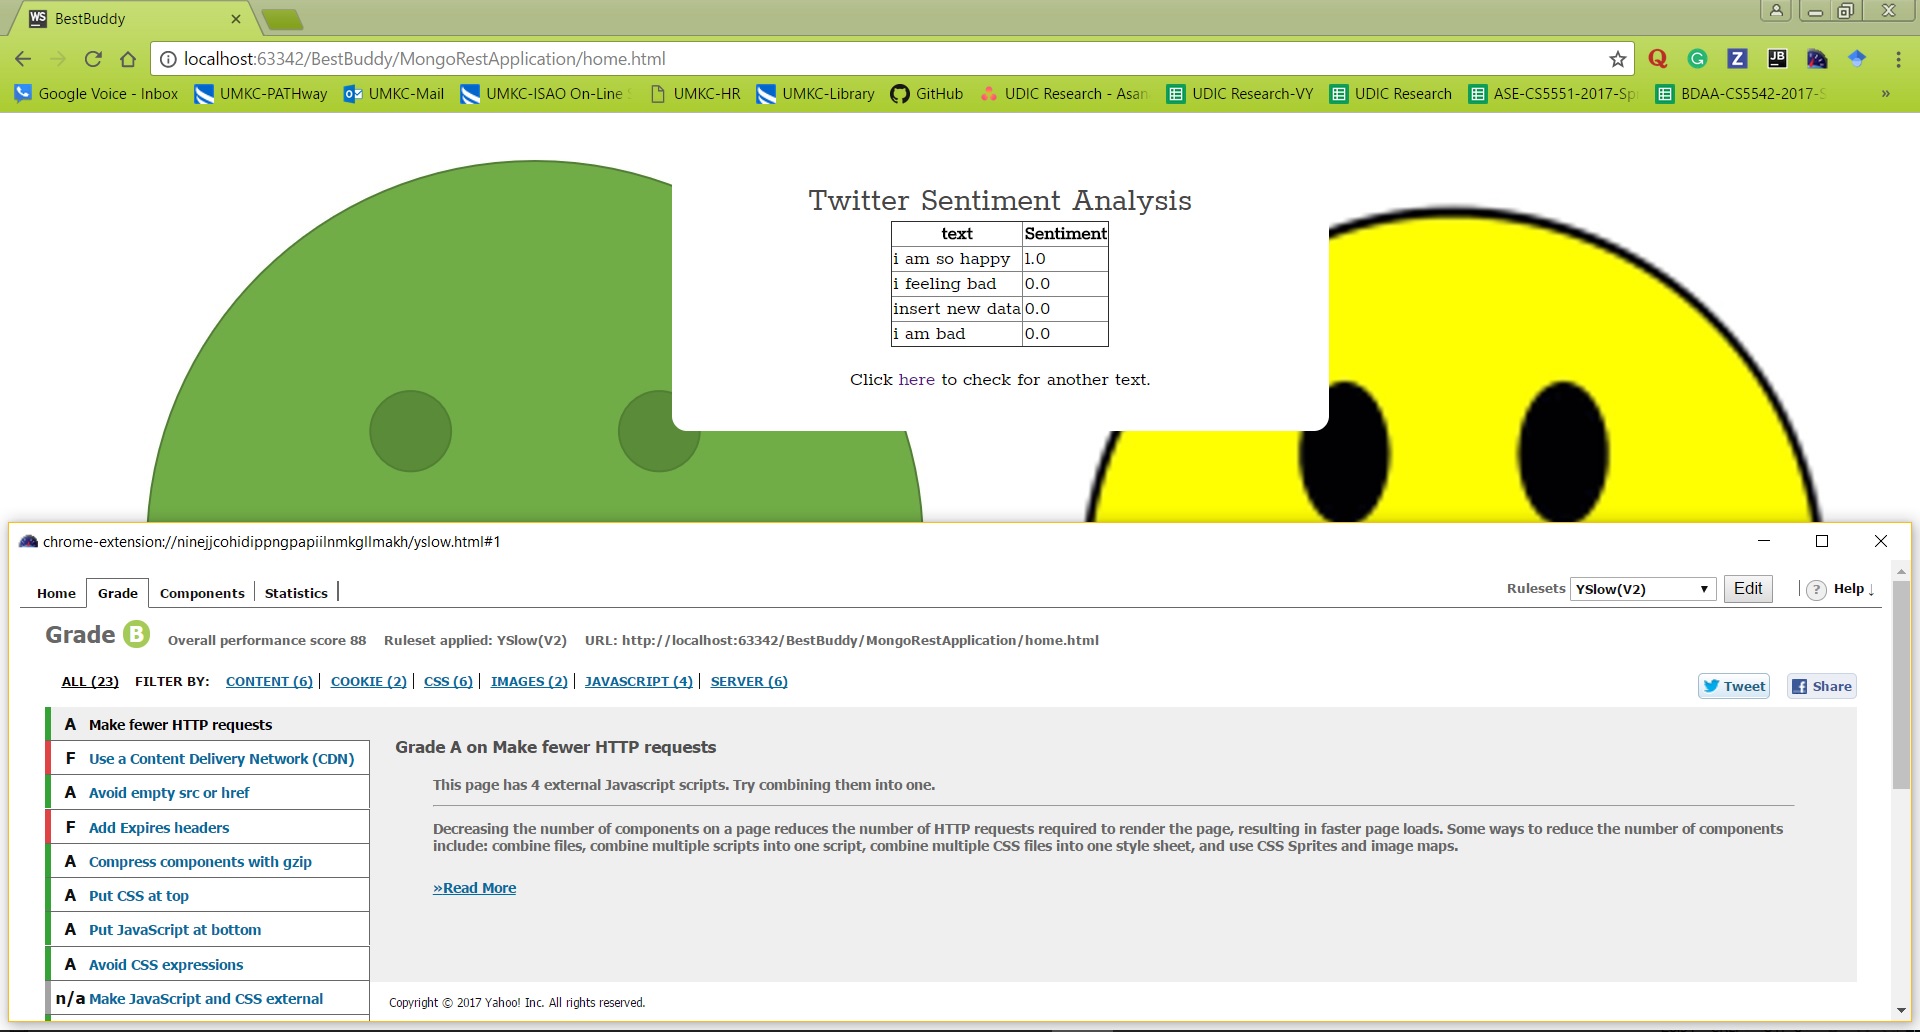 WS BestBuddy
localhost:63342/BestBuddy/MongoRestApplication/home.html
Google Voice - Inbox UMKC-PATHway UMKC-Mail UMKC-ISAO On-Line UMKC-HR UMKC-Library GitHub UDIC Research - Asan UDIC Research-VY UDIC Research ASE-CS5551-2017-Sp BDAA-CS5542-2017-S »
Twitter Sentiment Analysis
text Sentiment
i am so happy 1.0
i feeling bad 0.0
insert new data 0.0
i am bad 0.0
Click here to check for another text.
chrome-extension://ninejjcohidippngpapiilnmkgllmakh/yslow.html#1
Home Grade Components Statistics Rulesets YSlow(V2) Edit ? Help ↓
Grade B Overall performance score 88 Ruleset applied: YSlow(V2) URL: http://localhost:63342/BestBuddy/MongoRestApplication/home.html
ALL (23) FILTER BY: CONTENT (6) COOKIE (2) CSS (6) IMAGES (2) JAVASCRIPT (4) SERVER (6) Tweet Share
A Make fewer HTTP requests
F Use a Content Delivery Network (CDN)
A Avoid empty src or href
F Add Expires headers
A Compress components with gzip
A Put CSS at top
A Put JavaScript at bottom
A Avoid CSS expressions
n/a Make JavaScript and CSS external
Grade A on Make fewer HTTP requests
This page has 4 external Javascript scripts. Try combining them into one.
Decreasing the number of components on a page reduces the number of HTTP requests required to render the page, resulting in faster page loads. Some ways to reduce the number of components
include: combine files, combine multiple scripts into one script, combine multiple CSS files into one style sheet, and use CSS Sprites and image maps.
»Read More
Copyright © 2017 Yahoo! Inc. All rights reserved.